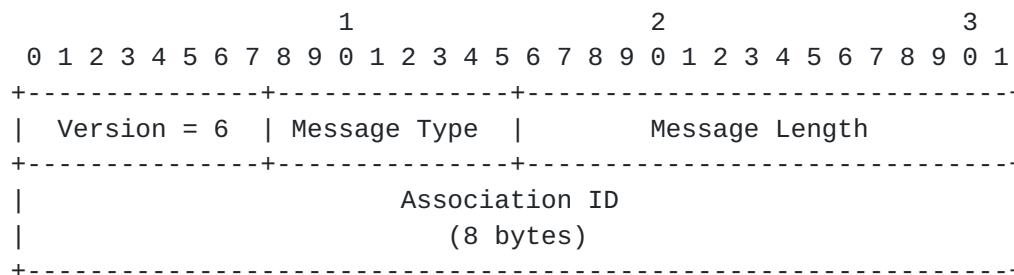 1                   2                   3
 0 1 2 3 4 5 6 7 8 9 0 1 2 3 4 5 6 7 8 9 0 1 2 3 4 5 6 7 8 9 0 1
+---------------+---------------+-------------------------------+
|  Version = 6  | Message Type  |        Message Length
+---------------+---------------+-------------------------------+
|                        Association ID
|                           (8 bytes)
+---------------------------------------------------------------+